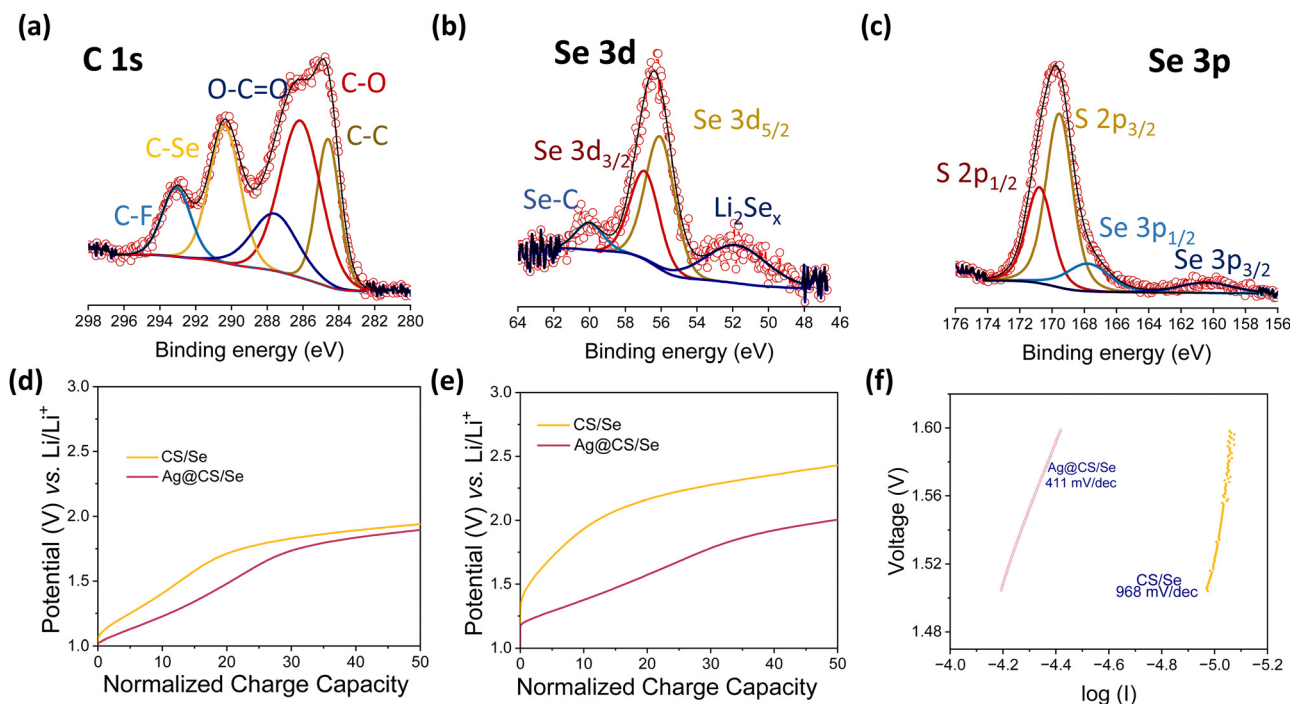 (a)
C 1s
O-C=O
C-O
C-C
C-Se
C-F
298 296 294 292 290 288 286 284 282 280
Binding energy (eV)
(b)
Se 3d
Se 3d5/2
Se 3d3/2
Se-C
Li2Sex
64 62 60 58 56 54 52 50 48 46
Binding energy (eV)
(c)
Se 3p
S 2p3/2
S 2p1/2
Se 3p1/2
Se 3p3/2
176 174 172 170 168 166 164 162 160 158 156
Binding energy (eV)
(d)
Potential (V) vs. Li/Li+
3.0
2.5
2.0
1.5
1.0
CS/Se
Ag@CS/Se
0 10 20 30 40 50
Normalized Charge Capacity
(e)
Potential (V) vs. Li/Li+
3.0
2.5
2.0
1.5
1.0
CS/Se
Ag@CS/Se
0 10 20 30 40 50
Normalized Charge Capacity
(f)
Voltage (V)
1.60
1.56
1.52
1.48
Ag@CS/Se
411 mV/dec
CS/Se
968 mV/dec
−4.0 −4.2 −4.4 −4.6 −4.8 −5.0 −5.2
log (I)